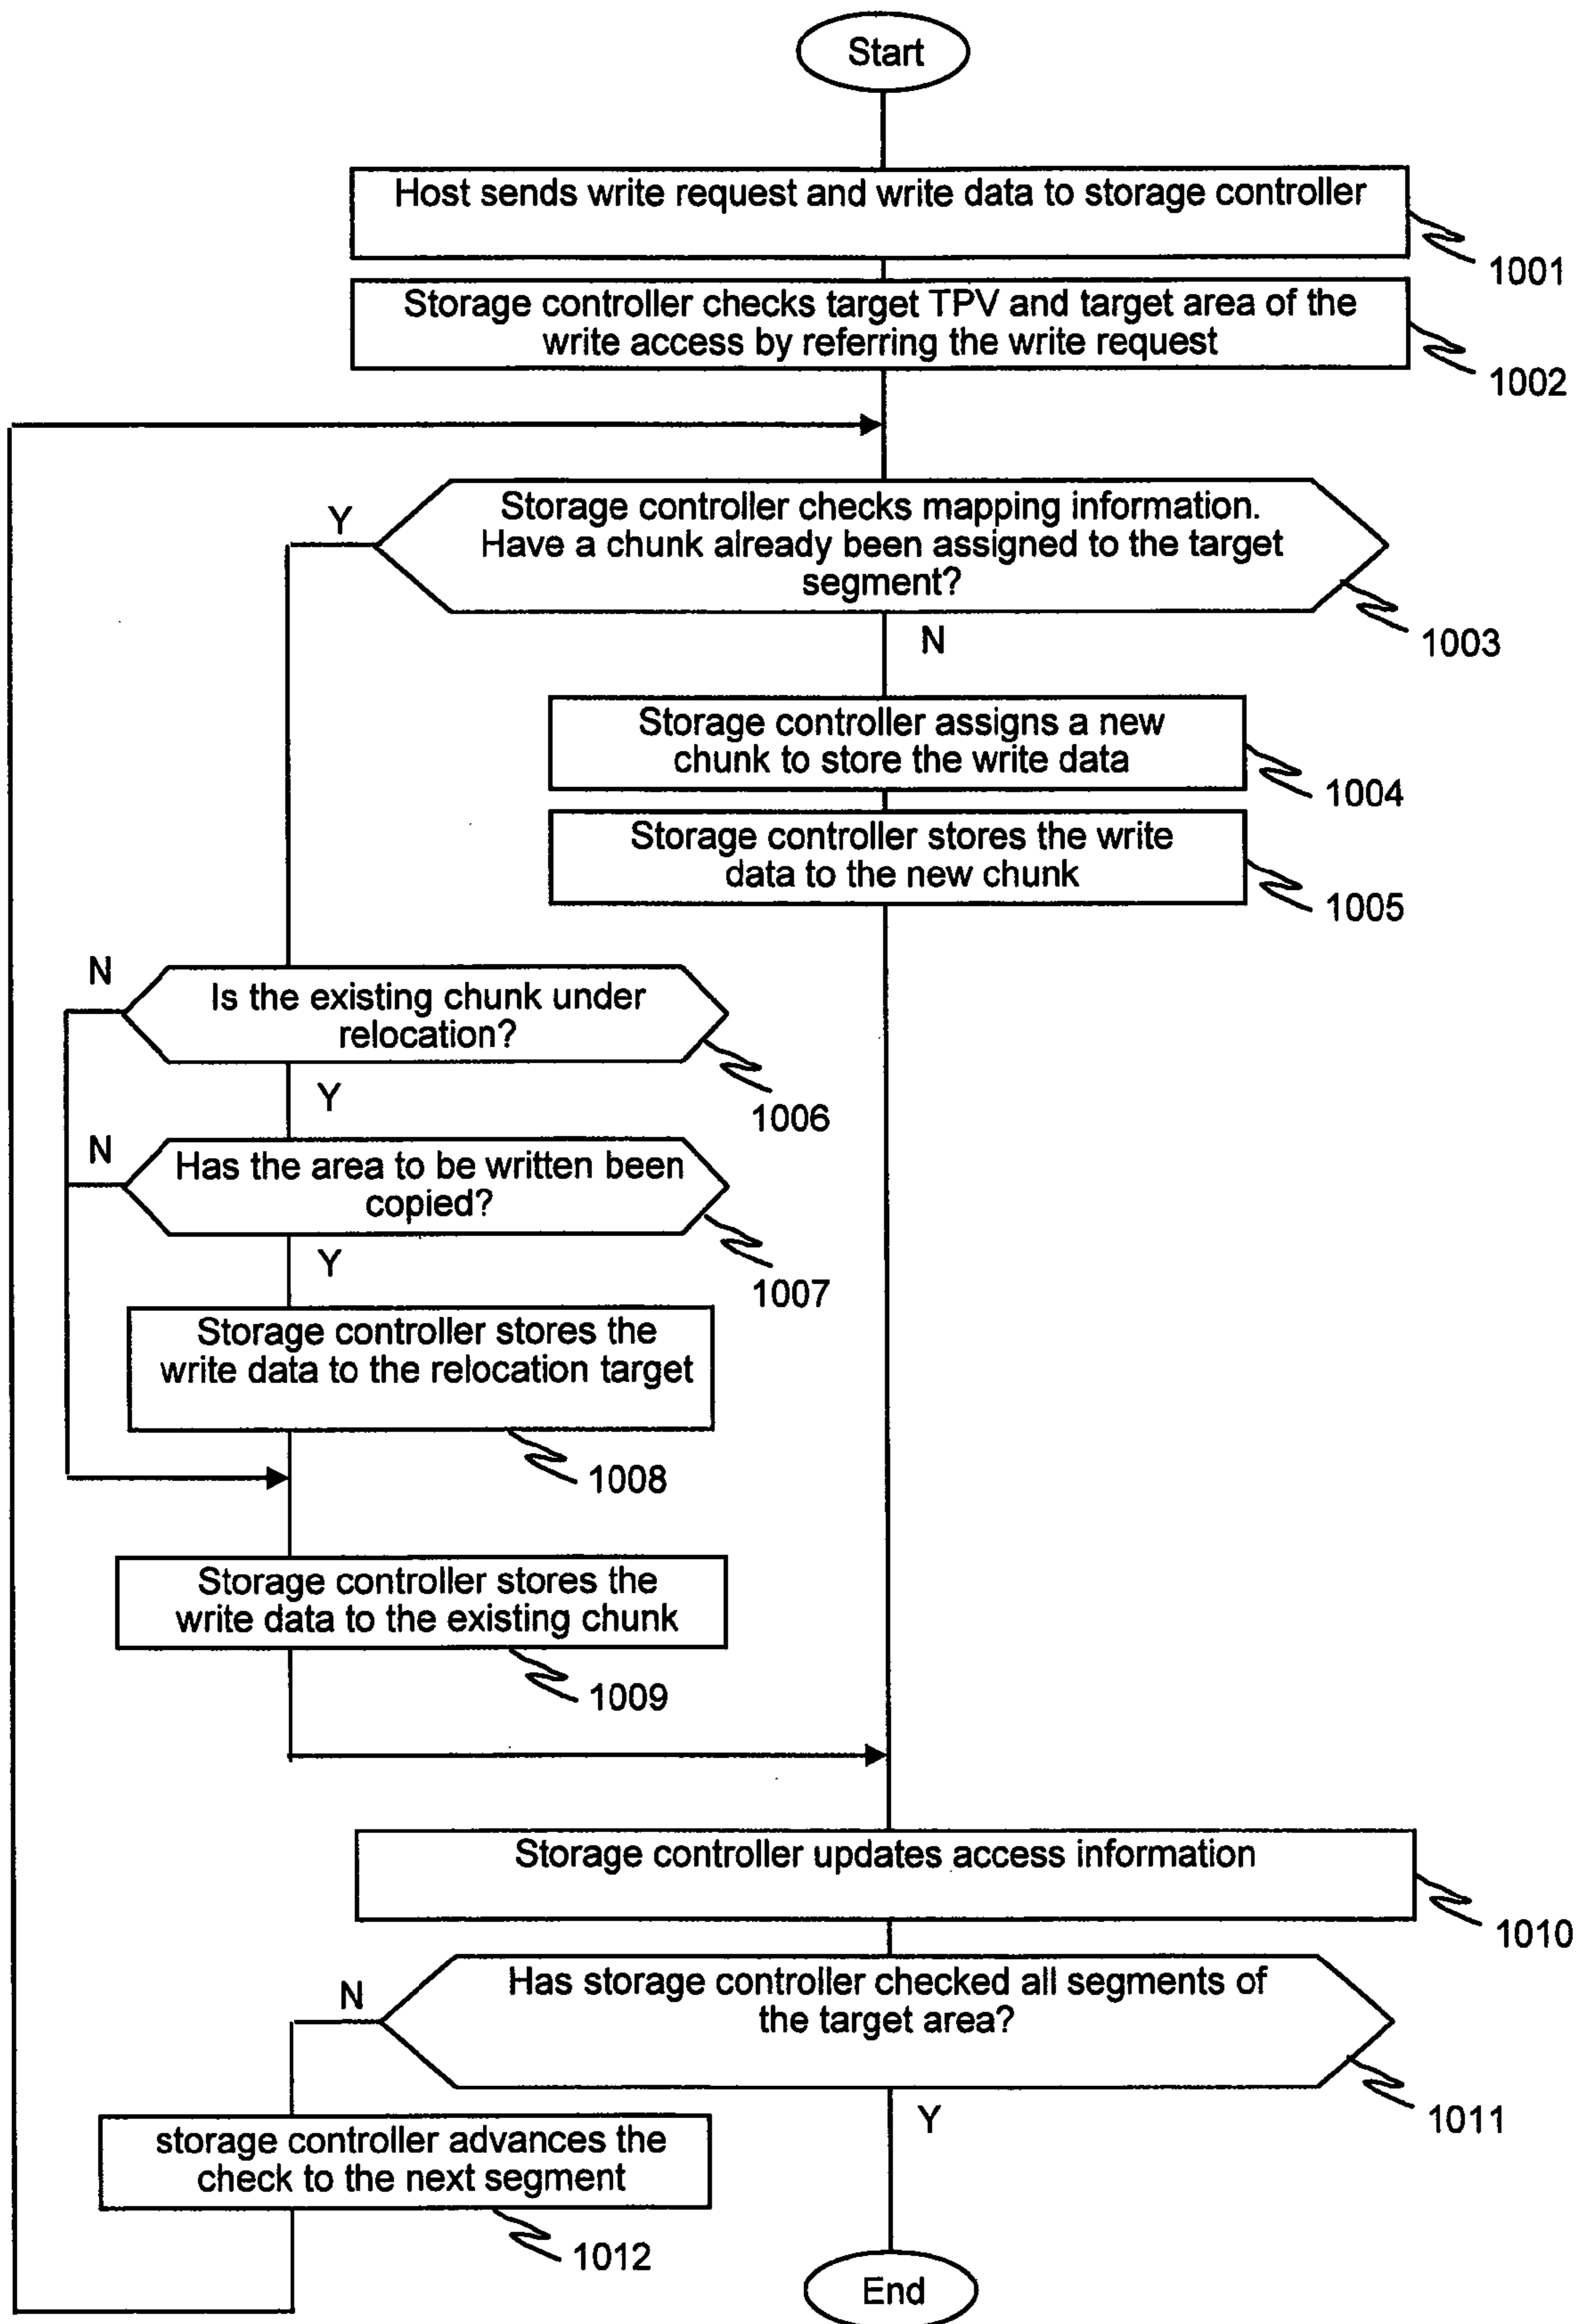 Start
Host sends write request and write data to storage controller
1001
Storage controller checks target TPV and target area of the
write access by referring the write request
1002
Y
Storage controller checks mapping information.
Have a chunk already been assigned to the target
segment?
1003
N
Storage controller assigns a new
chunk to store the write data
1004
Storage controller stores the write
data to the new chunk
1005
N
Is the existing chunk under
relocation?
1006
Y
N
Has the area to be written been
copied?
1007
Y
Storage controller stores the
write data to the relocation target
1008
Storage controller stores the
write data to the existing chunk
1009
Storage controller updates access information
1010
N
Has storage controller checked all segments of
the target area?
1011
Y
storage controller advances the
check to the next segment
1012
End